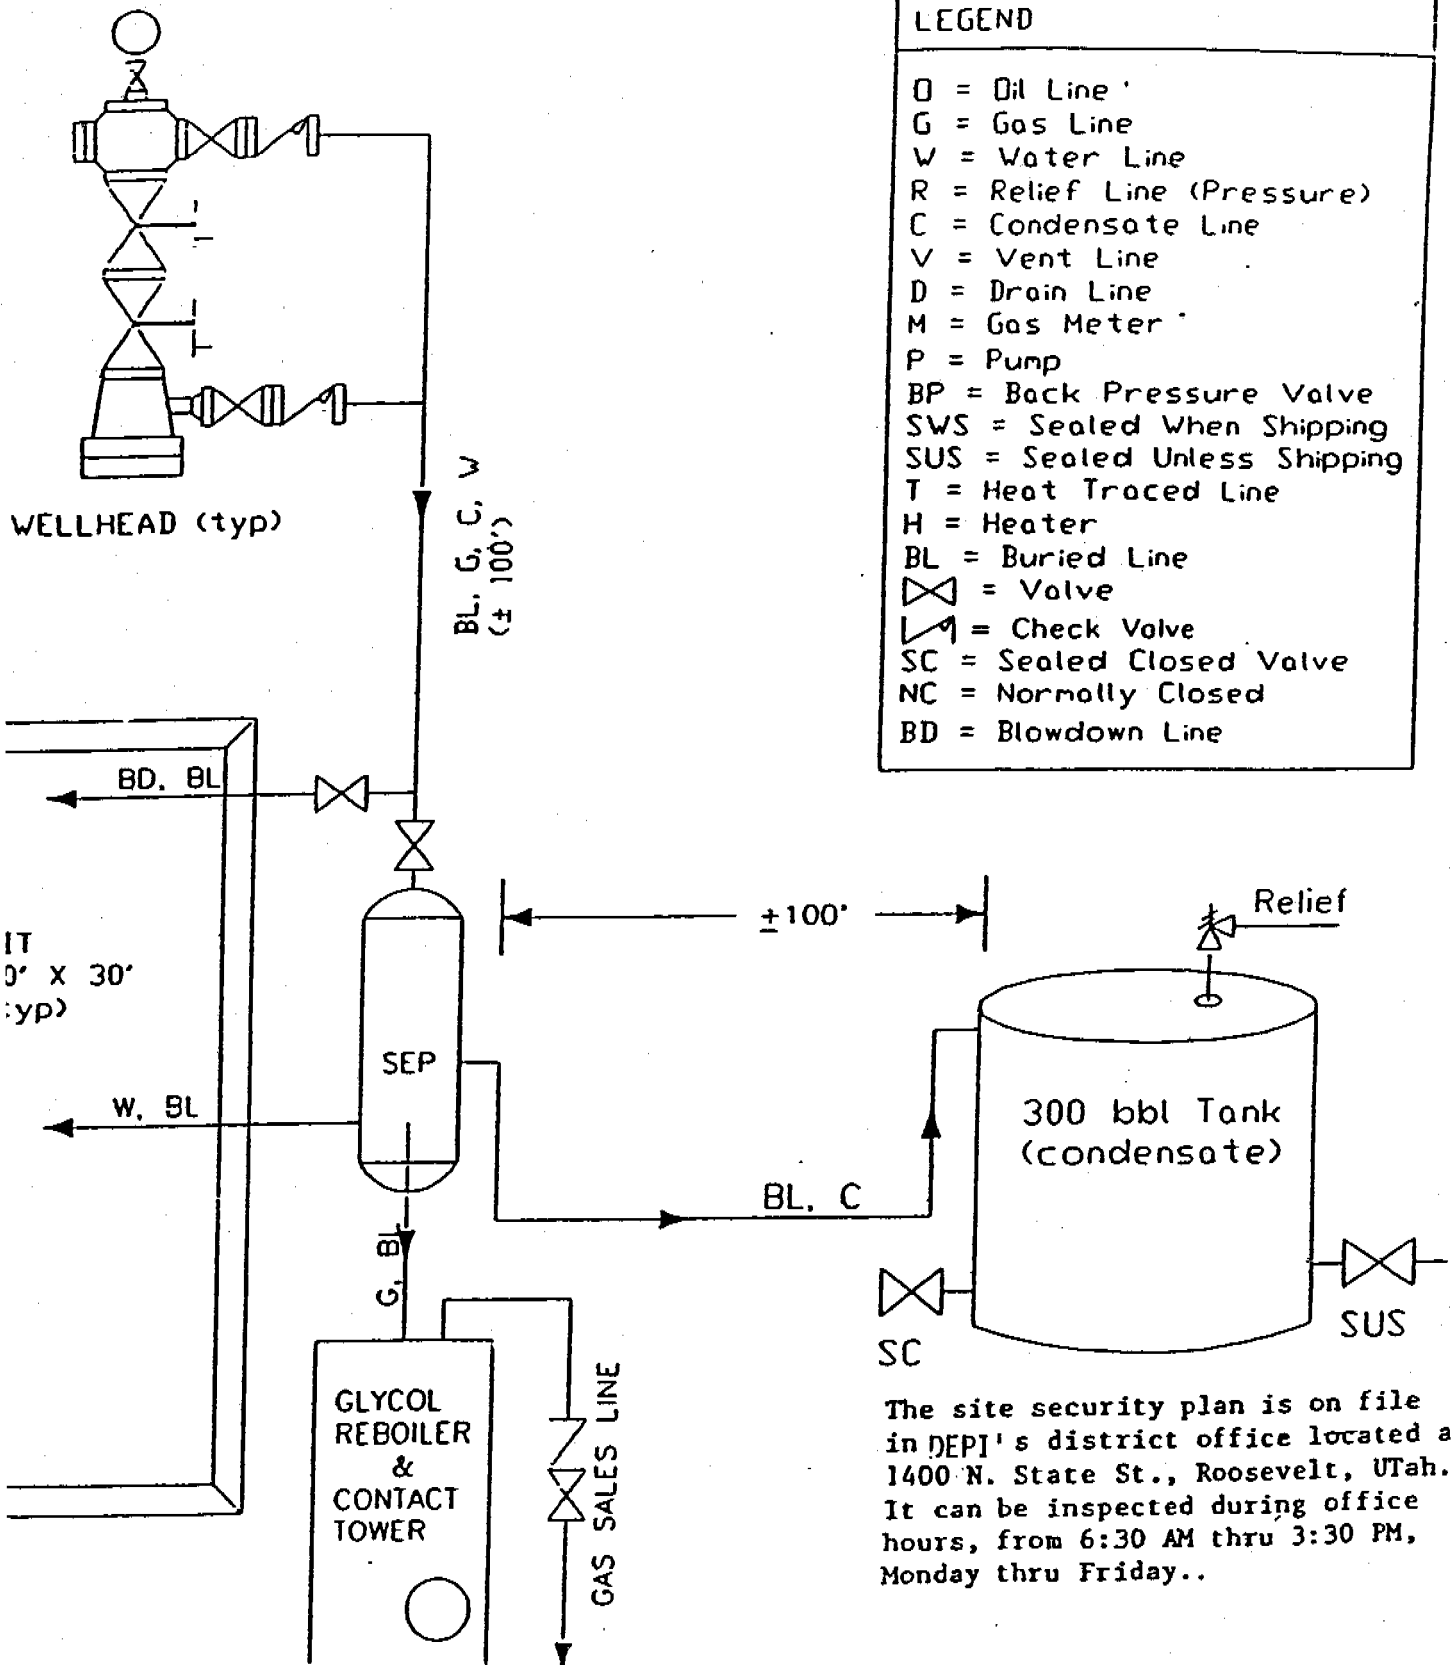 LEGEND
O = Oil Line
G = Gas Line
W = Water Line
R = Relief Line (Pressure)
C = Condensate Line
V = Vent Line
D = Drain Line
M = Gas Meter
P = Pump
BP = Back Pressure Valve
SWS = Sealed When Shipping
SUS = Sealed Unless Shipping
T = Heat Traced Line
H = Heater
BL = Buried Line
= Valve
= Check Valve
SC = Sealed Closed Valve
NC = Normally Closed
BD = Blowdown Line
WELLHEAD (typ)
BL, G, C, W
(± 100')
BD, BL
±100'
Relief
IT
0' X 30'
yp)
SEP
W, BL
300 bbl Tank
(condensate)
BL, C
G, BL
SC
SUS
GLYCOL
REBOILER
&
CONTACT
TOWER
GAS SALES LINE
The site security plan is on file
in DEPI's district office located a
1400 N. State St., Roosevelt, UTah.
It can be inspected during office
hours, from 6:30 AM thru 3:30 PM,
Monday thru Friday..